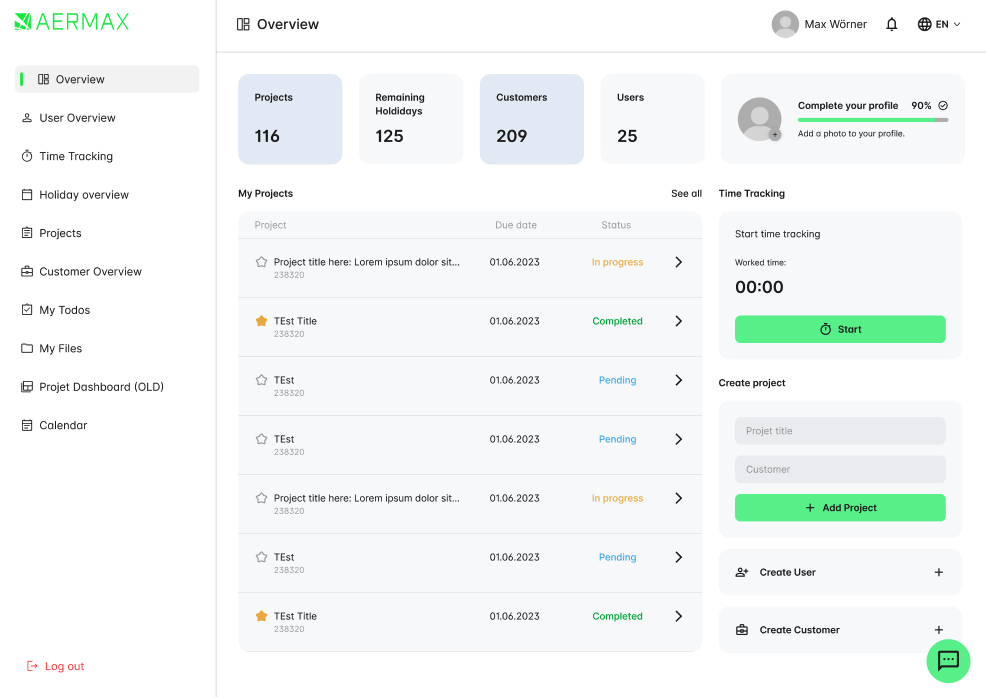 AERMAX
Overview
User Overview
Time Tracking
Holiday overview
Projects
Customer Overview
My Todos
My Files
Projet Dashboard (OLD)
Calendar
Log out
Overview
Max Wörner
EN
Projects
116
Remaining
Holdidays
125
Customers
209
Users
25
Complete your profile 90%
Add a photo to your profile.
My Projects See all
Project Due date Status
Project title here: Lorem ipsum dolor sit... 01.06.2023 In progress
238320
TEst Title 01.06.2023 Completed
238320
TEst 01.06.2023 Pending
238320
TEst 01.06.2023 Pending
238320
Project title here: Lorem ipsum dolor sit... 01.06.2023 In progress
238320
TEst 01.06.2023 Pending
238320
TEst Title 01.06.2023 Completed
238320
Time Tracking
Start time tracking
Worked time:
00:00
Start
Create project
Projet title
Customer
+ Add Project
Create User +
Create Customer +